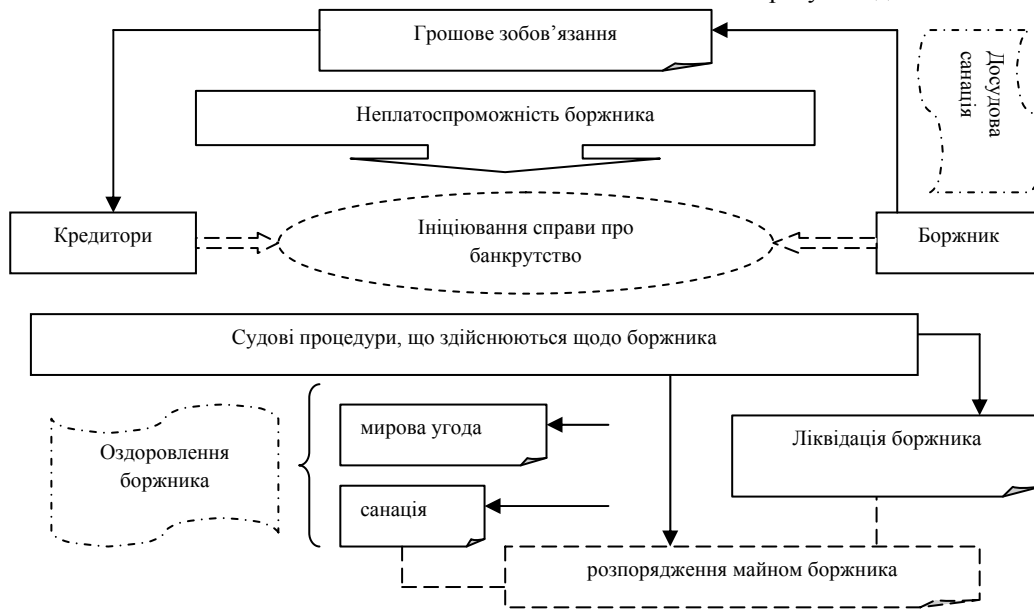 Грошове зобов’язання
Досудова
санація
Неплатоспроможність боржника
Кредитори
Ініціювання справи про
банкрутство
Боржник
Судові процедури, що здійснюються щодо боржника
Оздоровлення
боржника
мирова угода
санація
Ліквідація боржника
розпорядження майном боржника